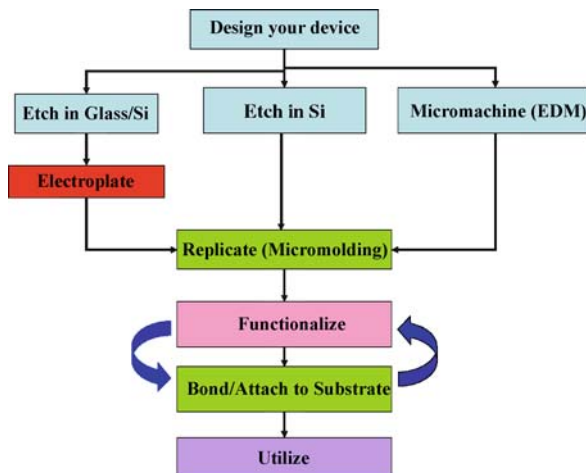 Design your device
Etch in Glass/Si
Etch in Si
Micromachine (EDM)
Electroplate
Replicate (Micromolding)
Functionalize
Bond/Attach to Substrate
Utilize